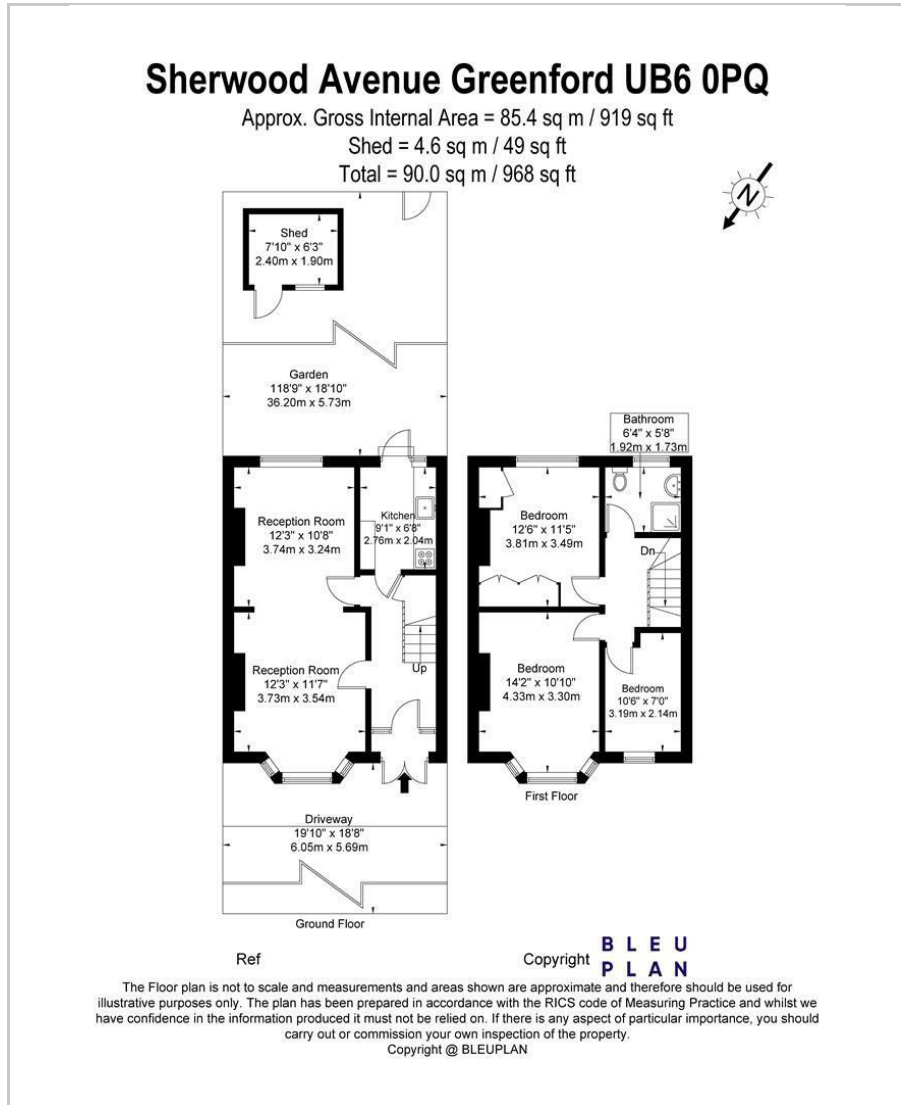 Sherwood Avenue Greenford UB6 0PQ
Approx. Gross Internal Area = 85.4 sq m / 919 sq ft
Shed = 4.6 sq m / 49 sq ft
Total = 90.0 sq m / 968 sq ft
N
Shed
7'10" x 6'3"
2.40m x 1.90m
Garden
118'9" x 18'10"
36.20m x 5.73m
Reception Room
12'3" x 10'8"
3.74m x 3.24m
Kitchen
9'1" x 6'8"
2.76m x 2.04m
Reception Room
12'3" x 11'7"
3.73m x 3.54m
Up
Driveway
19'10" x 18'8"
6.05m x 5.69m
Ground Floor
Bathroom
6'4" x 5'8"
1.92m x 1.73m
Bedroom
12'6" x 11'5"
3.81m x 3.49m
Dn
Bedroom
14'2" x 10'10"
4.33m x 3.30m
Bedroom
10'6" x 7'0"
3.19m x 2.14m
First Floor
Ref
Copyright
BLEU
PLAN
The Floor plan is not to scale and measurements and areas shown are approximate and therefore should be used for
illustrative purposes only. The plan has been prepared in accordance with the RICS code of Measuring Practice and whilst we
have confidence in the information produced it must not be relied on. If there is any aspect of particular importance, you should
carry out or commission your own inspection of the property.
Copyright @ BLEUPLAN